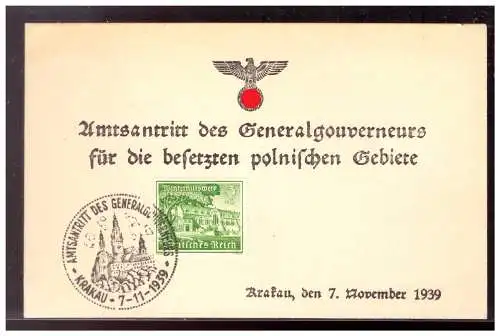 Amtsantritt des Generalgouverneurs
für die besetzten polnischen Gebiete
Winterhilfswerk
Deutsches Reich
AMTSANTRITT DES GENERALGOUVERNEURS
KRAKAU - 7-11-1939
Krakau, den 7. November 1939